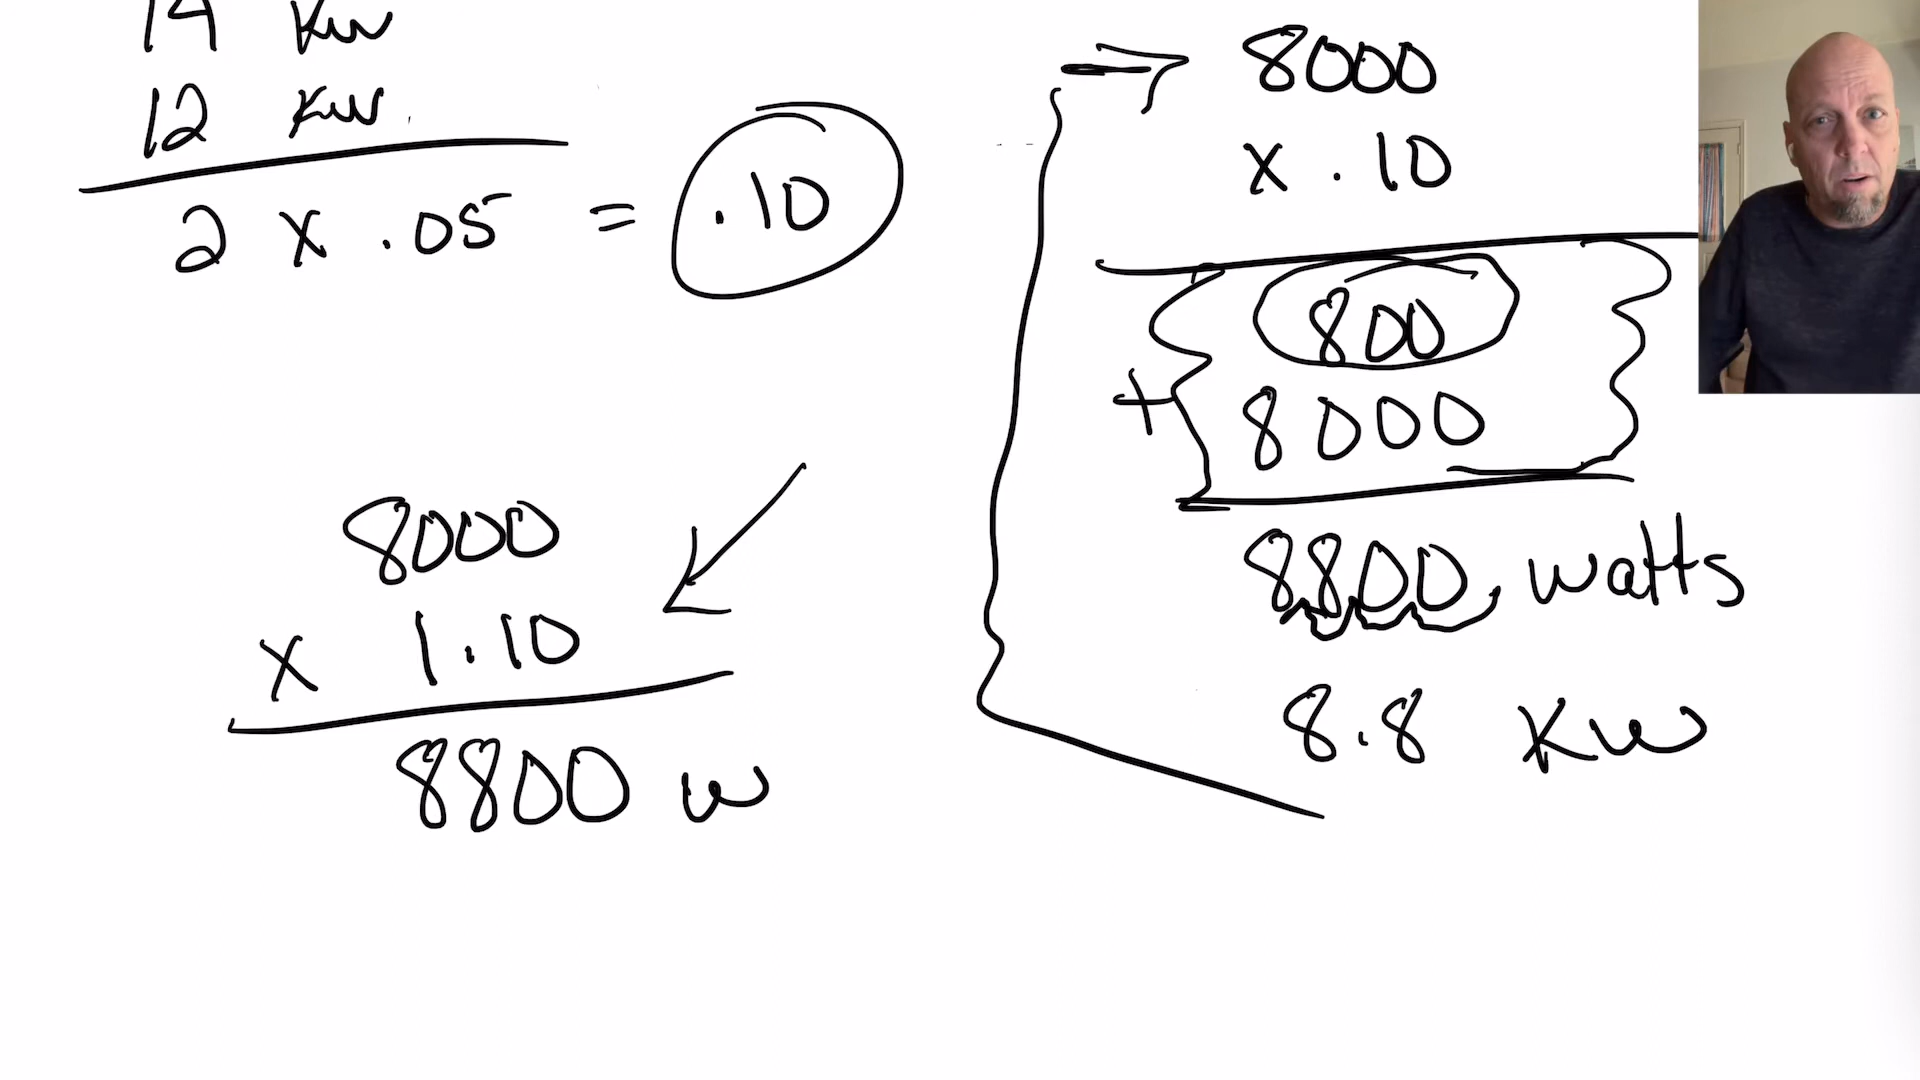 14 KW
12 KW
2 x .05 = .10
8000
x 1.10
8800 w
8000
x .10
800
+ 8000
8800. watts
8.8 KW